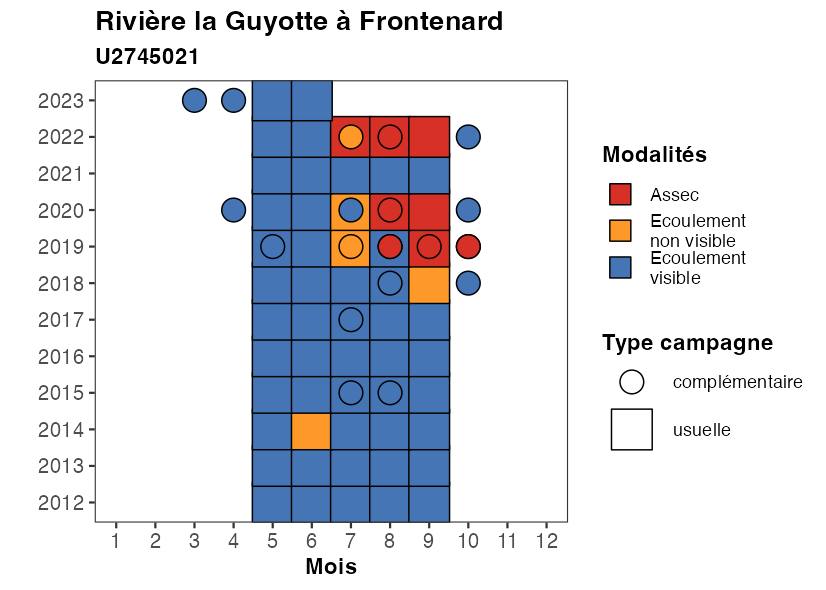 Rivière la Guyotte à Frontenard
U2745021
2023
2022
2021
2020
2019
2018
2017
2016
2015
2014
2013
2012
1 2 3 4 5 6 7 8 9 10 11 12
Mois
Modalités
Assec
Ecoulement
non visible
Ecoulement
visible
Type campagne
complémentaire
usuelle